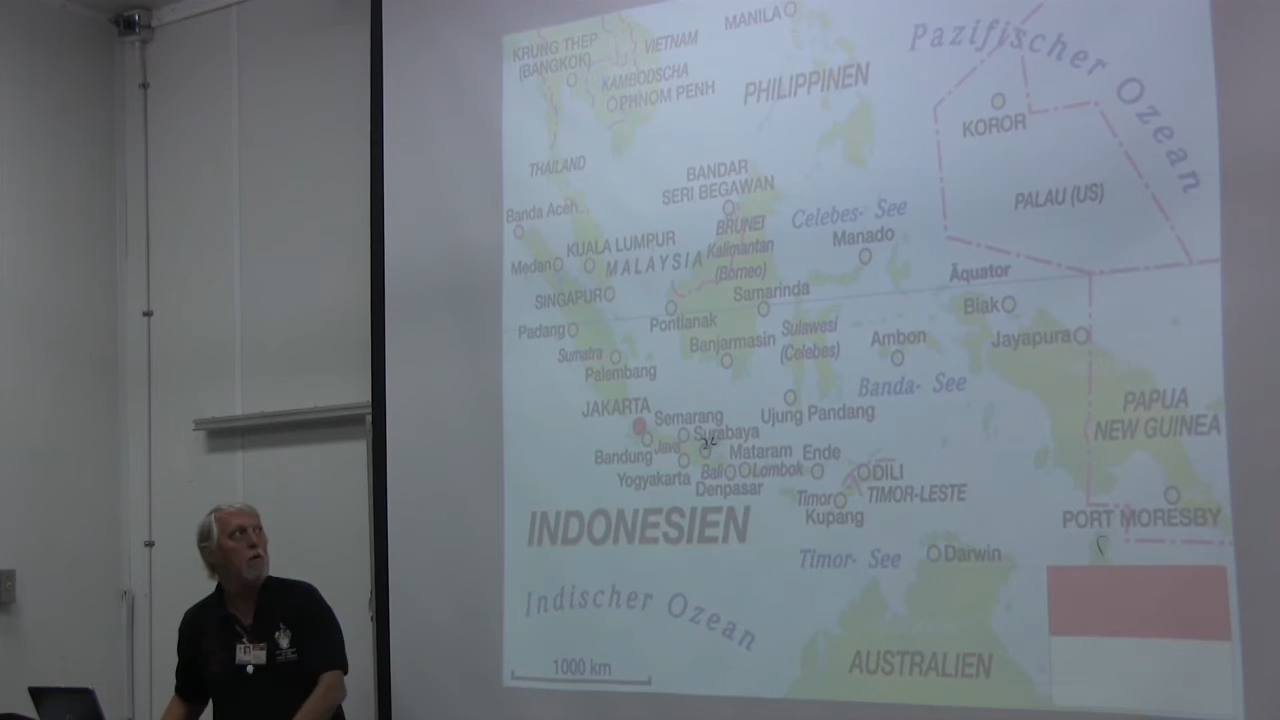 MANILA
Pazifischer Ozean
KRUNG THEP
(BANGKOK)
VIETNAM
KAMBODSCHA
PHNOM PENH
PHILIPPINEN
KOROR
THAILAND
BANDAR
SERI BEGAWAN
PALAU (US)
Banda Aceh
Celebes- See
BRUNEI
KUALA LUMPUR
Kalimantan
(Borneo)
Manado
Medan
MALAYSIA
Äquator
SINGAPUR
Samarinda
Biak
Padang
Pontianak
Sulawesi
(Celebes)
Ambon
Jayapura
Sumatra
Banjarmasin
Palembang
Banda- See
JAKARTA
Semarang
Ujung Pandang
PAPUA
NEW GUINEA
Surabaya
Java
Bandung
Mataram
Ende
Yogyakarta
Bali
Lombok
DILI
Denpasar
Timor
TIMOR-LESTE
Kupang
INDONESIEN
PORT MORESBY
Timor- See
Darwin
Indischer Ozean
1000 km
AUSTRALIEN